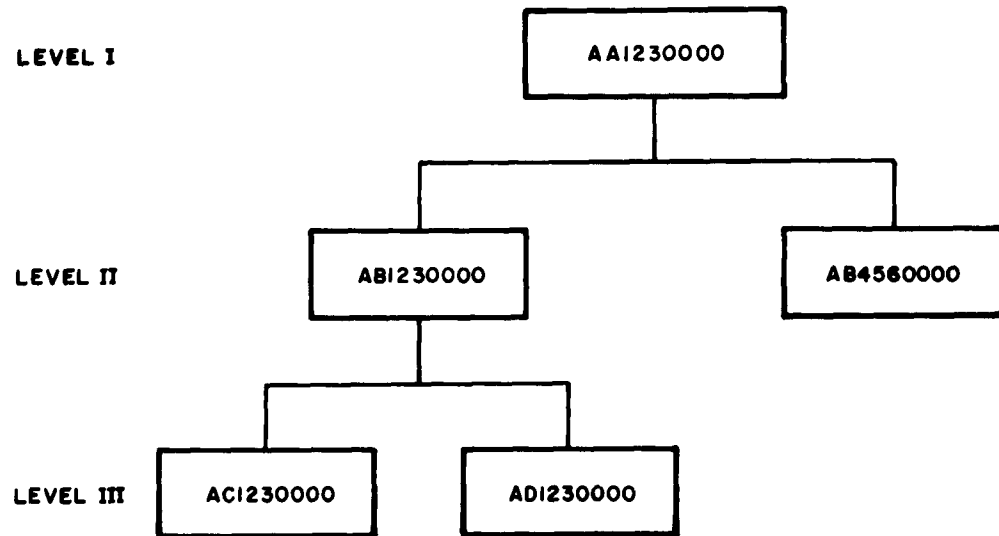 LEVEL I
AA1230000
LEVEL II
AB1230000
AB4560000
LEVEL III
AC1230000
AD1230000